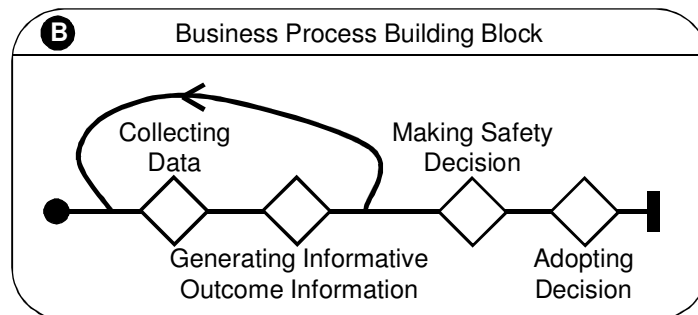 B Business Process Building Block
Collecting
Data
Making Safety
Decision
Generating Informative
Outcome Information
Adopting
Decision